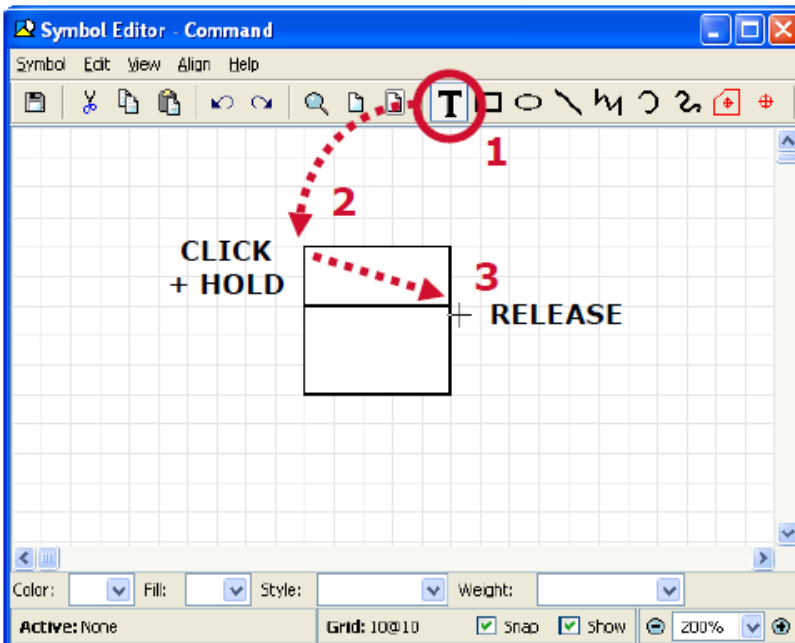 Symbol Editor - Command
Symbol Edit View Align Help
T
1
2
CLICK
+ HOLD
3
RELEASE
Color: Fill: Style: Weight:
Active: None Grid: 10@10 Snap Show 200%